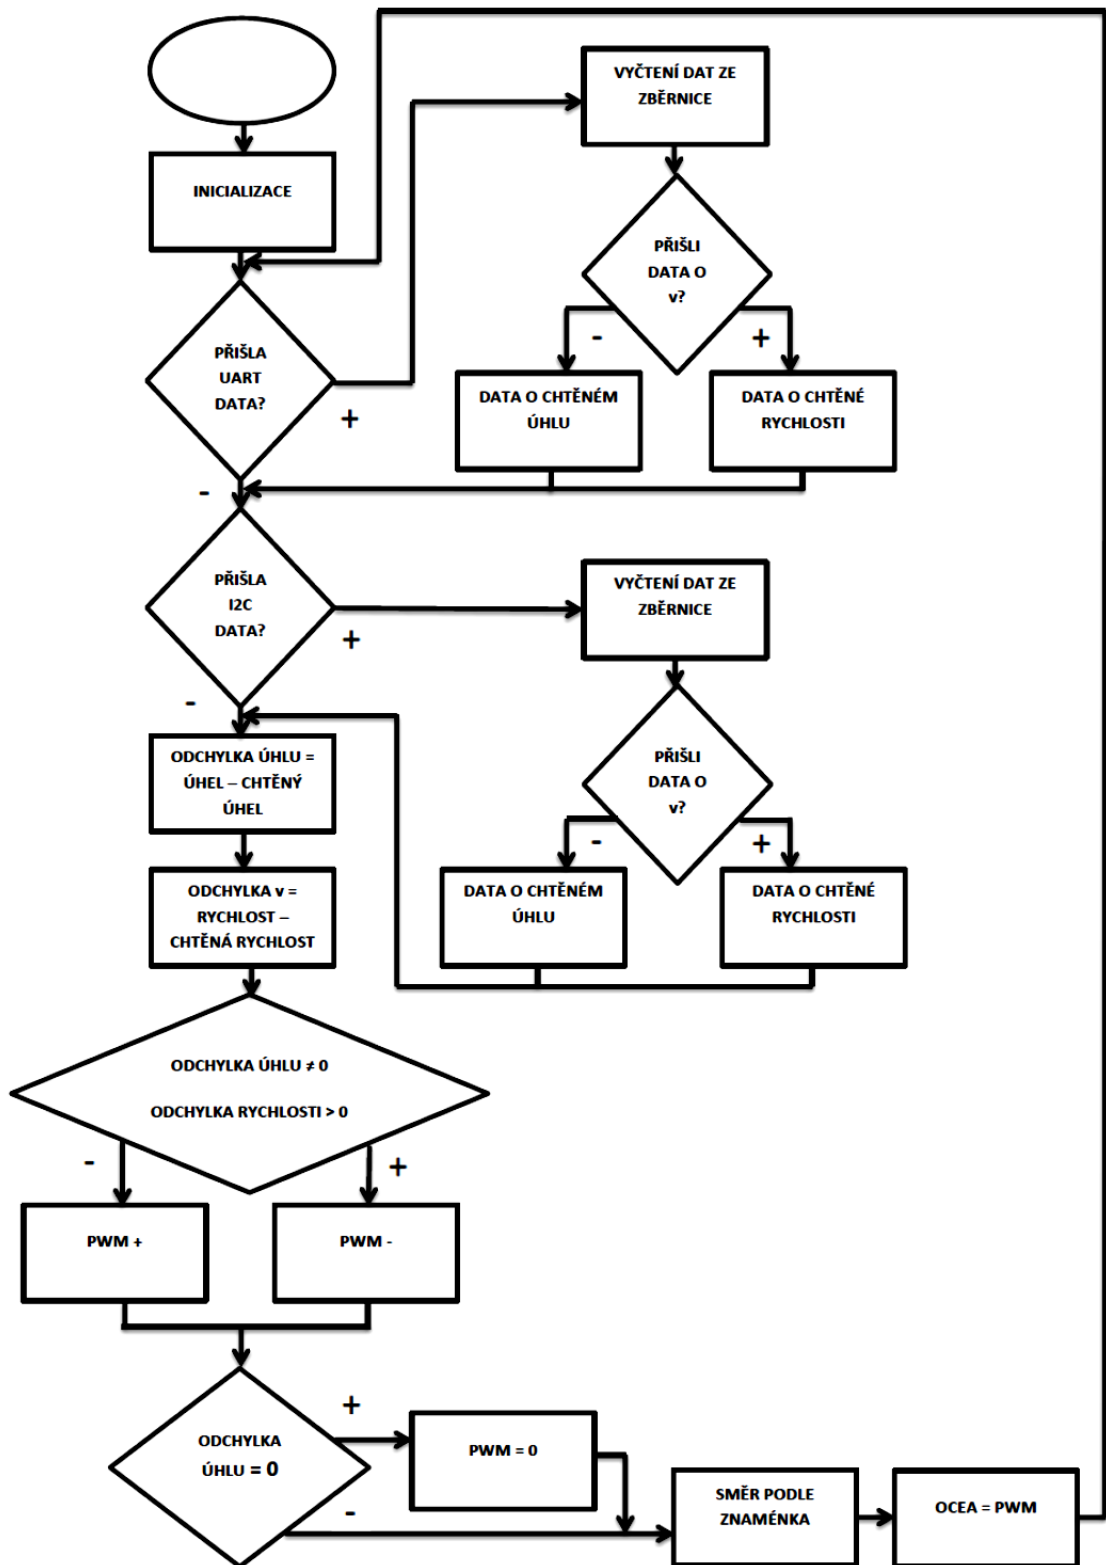 INICIALIZACE
PŘIŠLA
UART
DATA?
+
-
VYČTENÍ DAT ZE
ZBĚRNICE
PŘIŠLI
DATA O
v?
-
+
DATA O CHTĚNÉM
ÚHLU
DATA O CHTĚNÉ
RYCHLOSTI
PŘIŠLA
I2C
DATA?
+
-
VYČTENÍ DAT ZE
ZBĚRNICE
PŘIŠLI
DATA O
v?
-
+
DATA O CHTĚNÉM
ÚHLU
DATA O CHTĚNÉ
RYCHLOSTI
ODCHYLKA ÚHLU =
ÚHEL – CHTĚNÝ
ÚHEL
ODCHYLKA v =
RYCHLOST –
CHTĚNÁ RYCHLOST
ODCHYLKA ÚHLU ≠ 0
ODCHYLKA RYCHLOSTI > 0
-
+
PWM +
PWM -
ODCHYLKA
ÚHLU = 0
+
-
PWM = 0
SMĚR PODLE
ZNAMÉNKA
OCEA = PWM